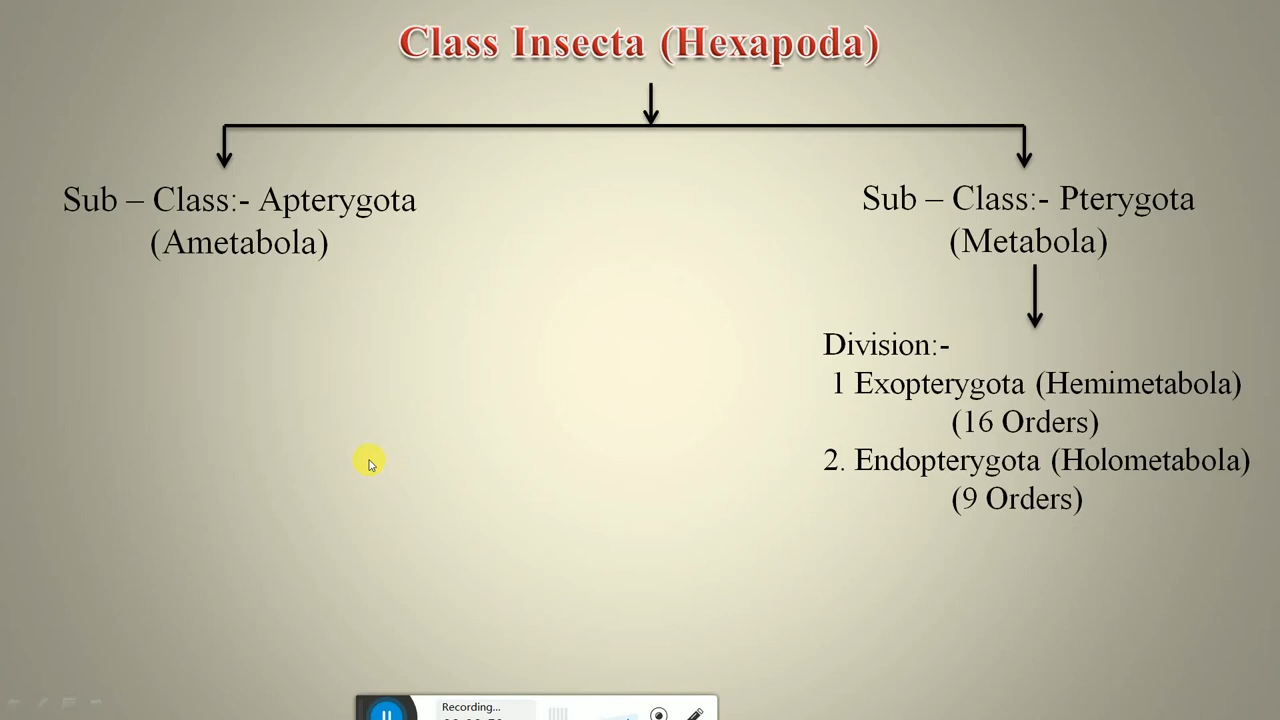 Class Insecta (Hexapoda)
Sub – Class:- Apterygota
(Ametabola)
Sub – Class:- Pterygota
(Metabola)
Division:-
1 Exopterygota (Hemimetabola)
(16 Orders)
2. Endopterygota (Holometabola)
(9 Orders)
Recording...